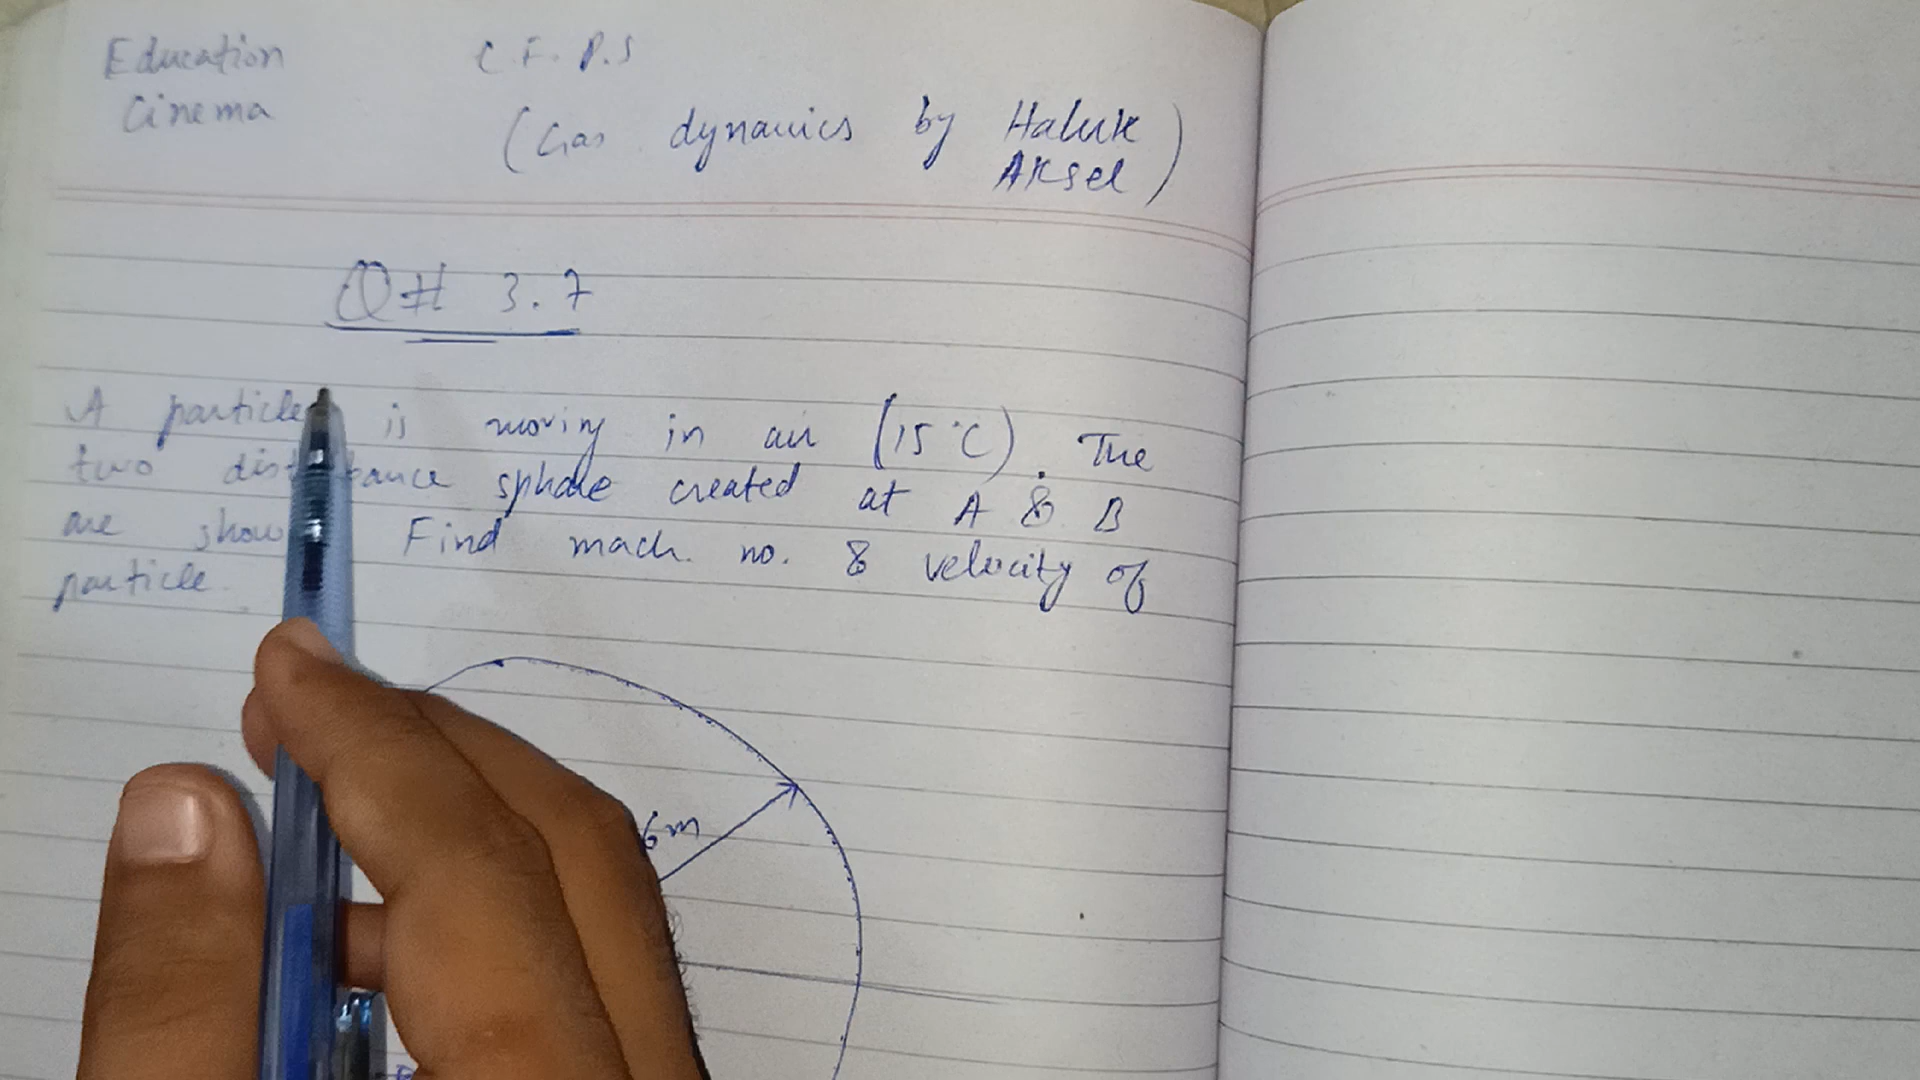 Education
Cinema
C.F.P.S
(Gas dynamics by Haluk
Aksel)
Q# 3.7
A particle is moving in air (15°C). The
two created at A & B
are Find mach. no. & velocity of
particle.
6m